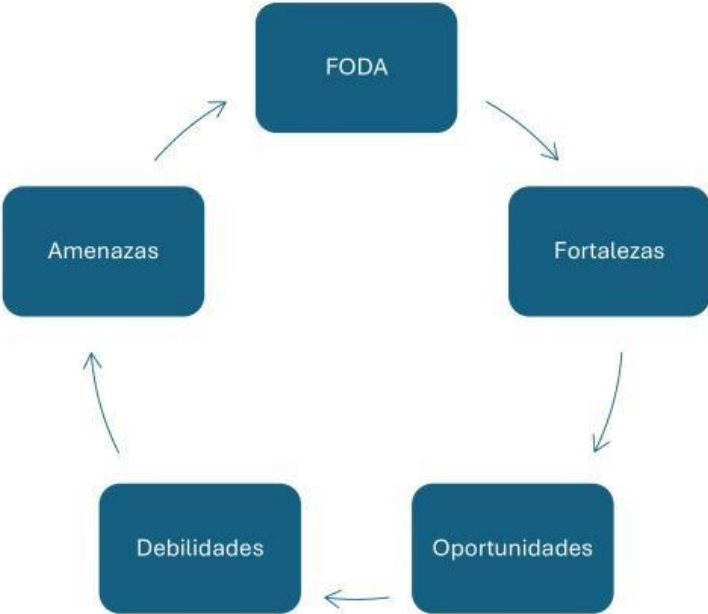 FODA
Fortalezas
Oportunidades
Debilidades
Amenazas